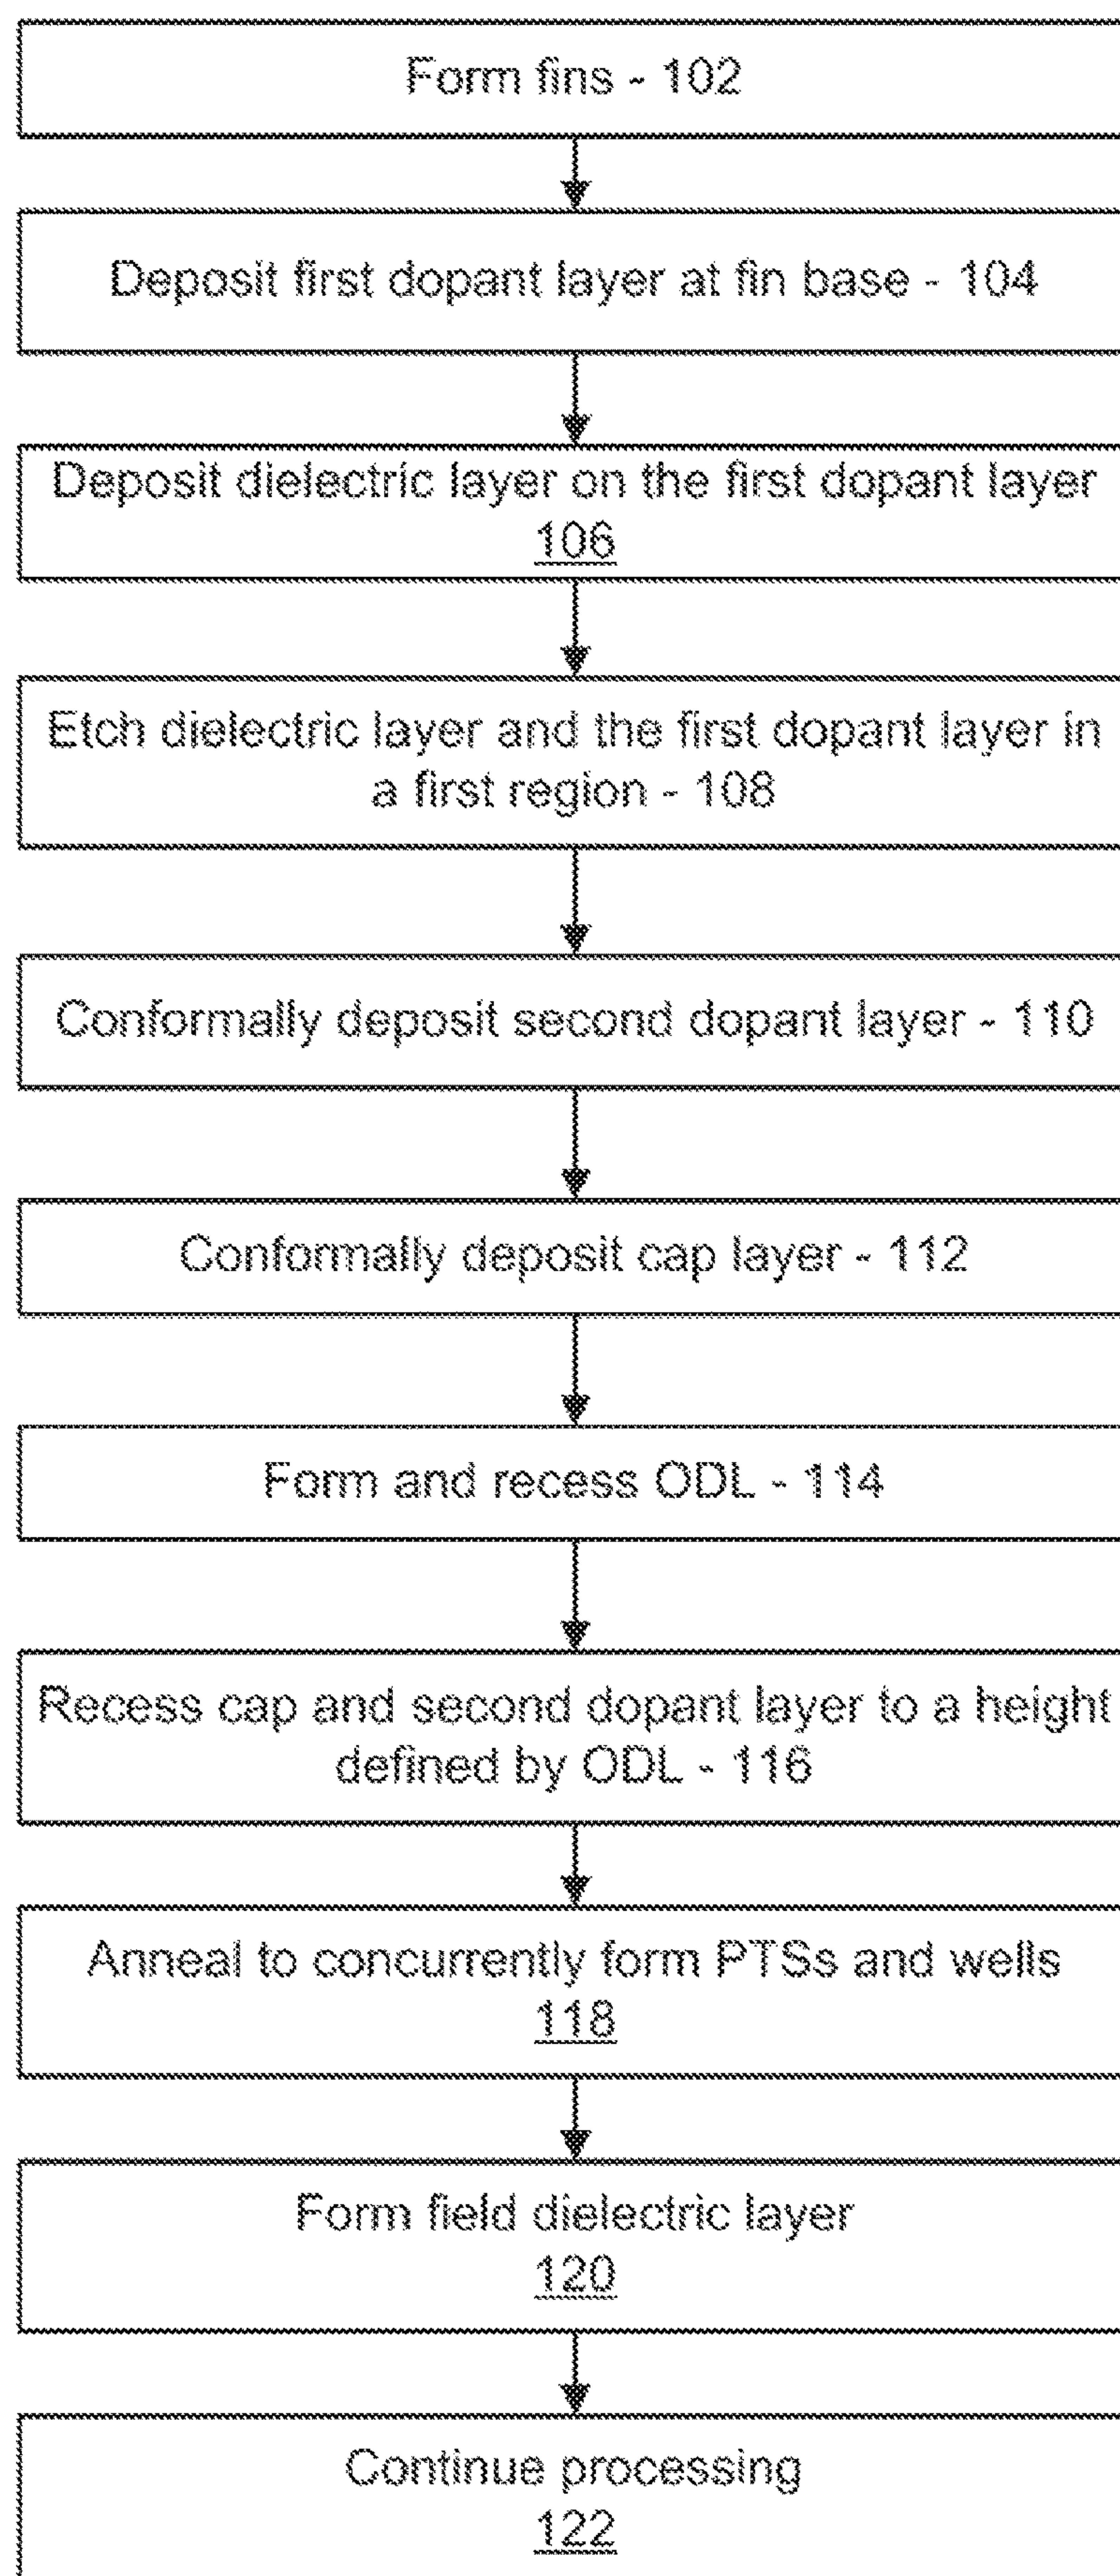 Form fins - 102
Deposit first dopant layer at fin base - 104
Deposit dielectric layer on the first dopant layer
106
Etch dielectric layer and the first dopant layer in
a first region - 108
Conformally deposit second dopant layer - 110
Conformally deposit cap layer - 112
Form and recess ODL - 114
Recess cap and second dopant layer to a height
defined by ODL - 116
Anneal to concurrently form PTSs and wells
118
Form field dielectric layer
120
Continue processing
122